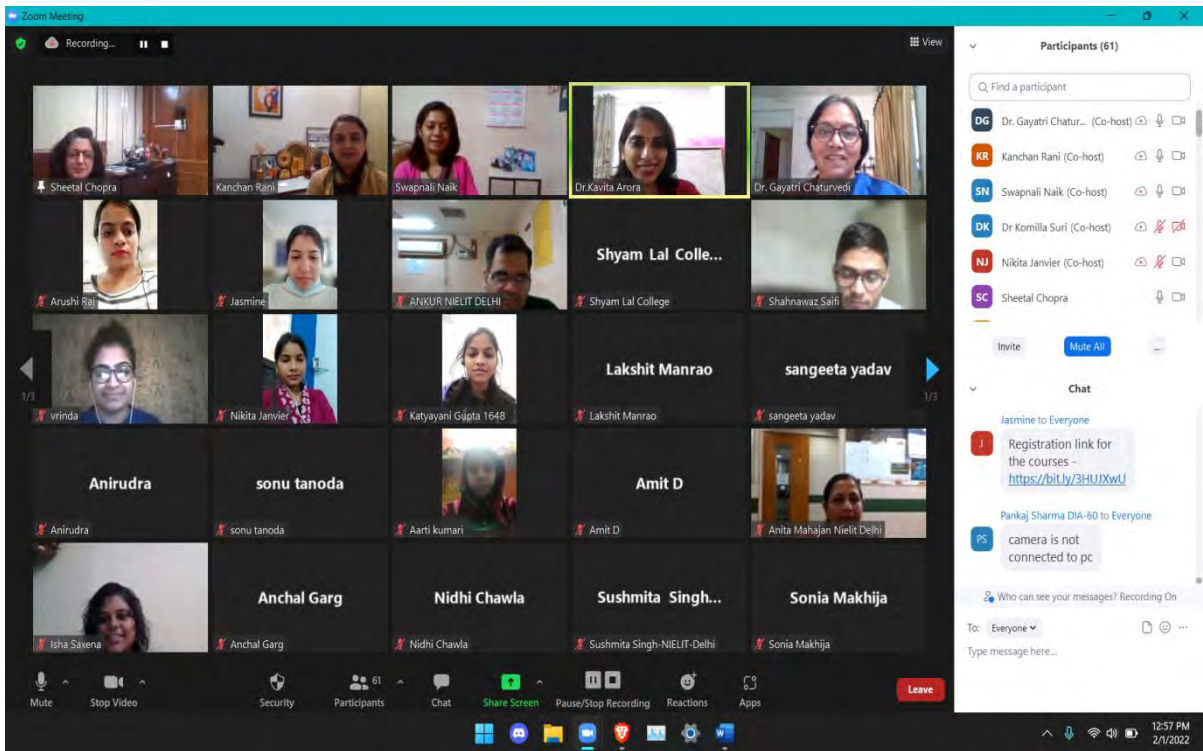 Zoom Meeting
Recording...
View
Sheetal Chopra
Kanchan Rani
Swapnali Naik
Dr.Kavita Arora
Dr. Gayatri Chaturvedi
Shyam Lal Colle...
Arushi Raj
Jasmine
ANKUR NIELIT DELHI
Shyam Lal College
Shahnawaz Saifi
Lakshit Manrao
sangeeta yadav
1/3
1/3
vrinda
Nikita Janvier
Katyayani Gupta 1648
Lakshit Manrao
sangeeta yadav
Anirudra
sonu tanoda
Amit D
Anirudra
sonu tanoda
Aarti kumari
Amit D
Anita Mahajan Nielit Delhi
Anchal Garg
Nidhi Chawla
Sushmita Singh...
Sonia Makhija
Isha Saxena
Anchal Garg
Nidhi Chawla
Sushmita Singh-NIELIT-Delhi
Sonia Makhija
Mute
Stop Video
Security
61
Participants
Chat
Share Screen
Pause/Stop Recording
Reactions
Apps
Leave
Participants (61)
Find a participant
DG Dr. Gayatri Chatur... (Co-host)
KR Kanchan Rani (Co-host)
SN Swapnali Naik (Co-host)
DK Dr Komilla Suri (Co-host)
NJ Nikita Janvier (Co-host)
SC Sheetal Chopra
Invite
Mute All
...
Chat
Jasmine to Everyone
J
Registration link for
the courses -
https://bit.ly/3HUJXwU
Pankaj Sharma DIA-60 to Everyone
PS
camera is not
connected to pc
Who can see your messages? Recording On
To: Everyone
Type message here...
12:57 PM
2/1/2022